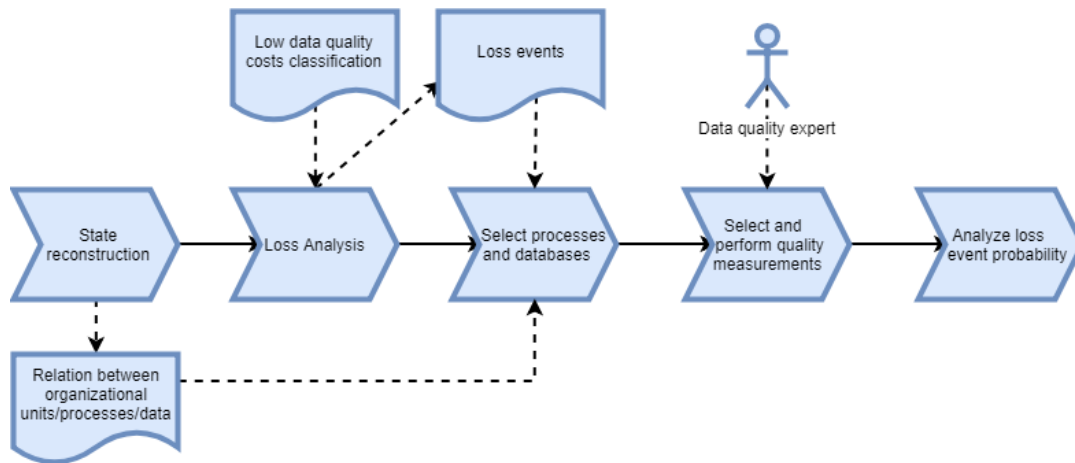 Low data quality
costs classification
Loss events
Data quality expert
State
reconstruction
Loss Analysis
Select processes
and databases
Select and
perform quality
measurements
Analyze loss
event probability
Relation between
organizational
units/processes/data